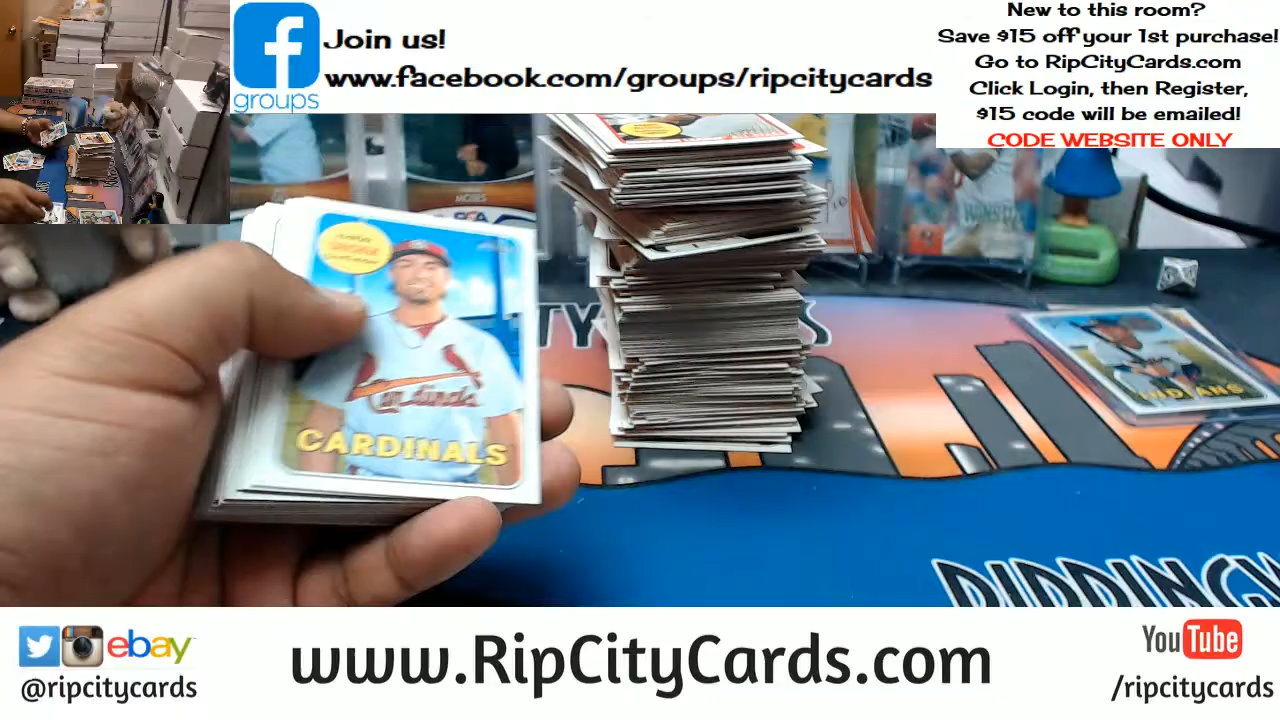 Join us!
www.facebook.com/groups/ripcitycards
groups
New to this room?
Save $15 off your 1st purchase!
Go to RipCityCards.com
Click Login, then Register,
$15 code will be emailed!
CODE WEBSITE ONLY
CARDINALS
Cardinals
INDIANS
ebay
@ripcitycards
www.RipCityCards.com
YouTube
/ripcitycards